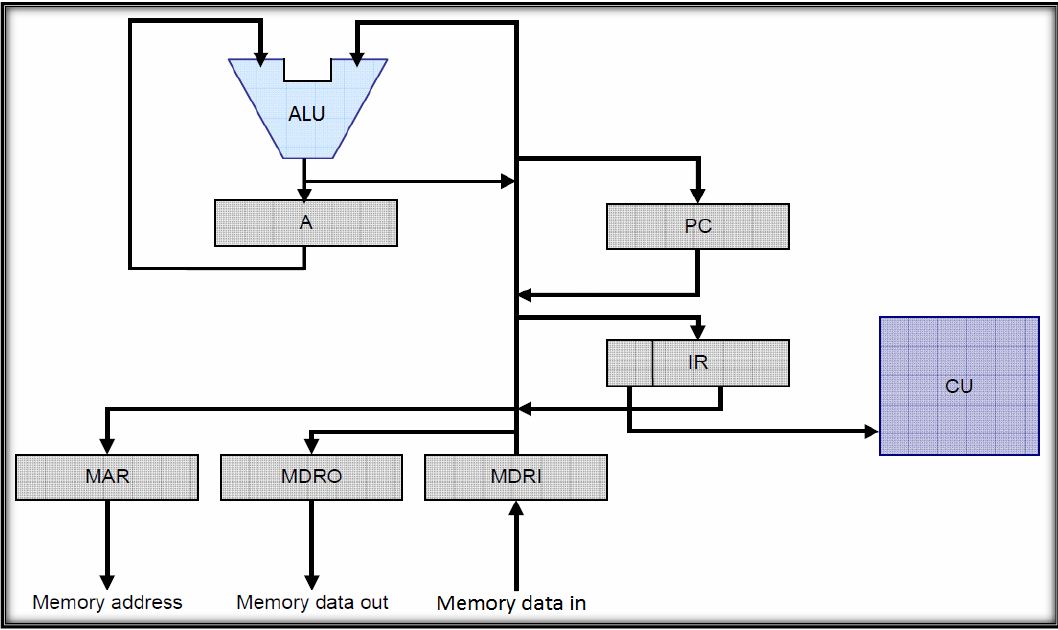 ALU
A
PC
IR
CU
MAR
MDRO
MDRI
Memory address
Memory data out
Memory data in